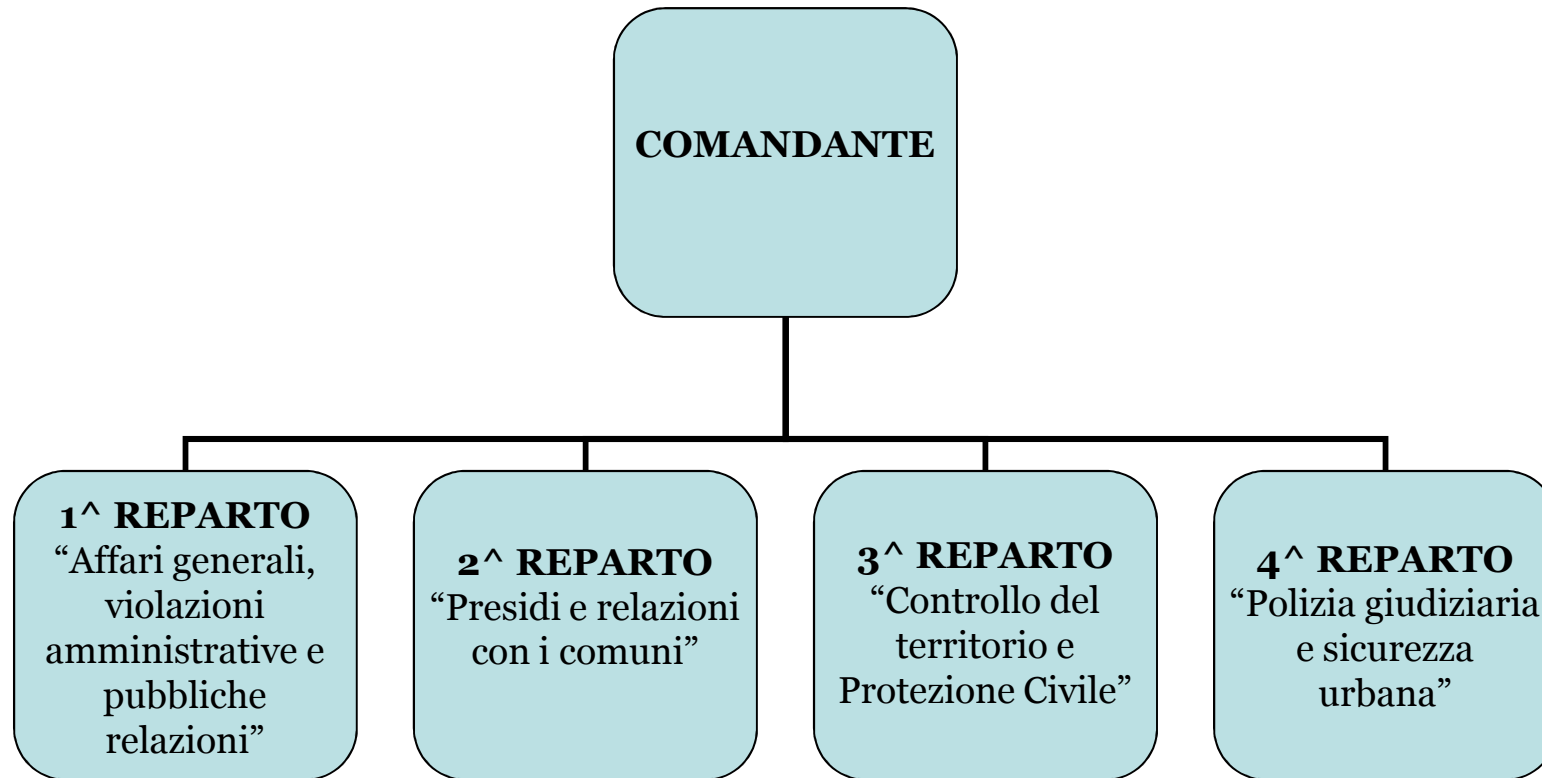 COMANDANTE
1^ REPARTO
“Affari generali,
violazioni
amministrative e
pubbliche
relazioni”
2^ REPARTO
“Presidi e relazioni
con i comuni”
3^ REPARTO
“Controllo del
territorio e
Protezione Civile”
4^ REPARTO
“Polizia giudiziaria
e sicurezza
urbana”